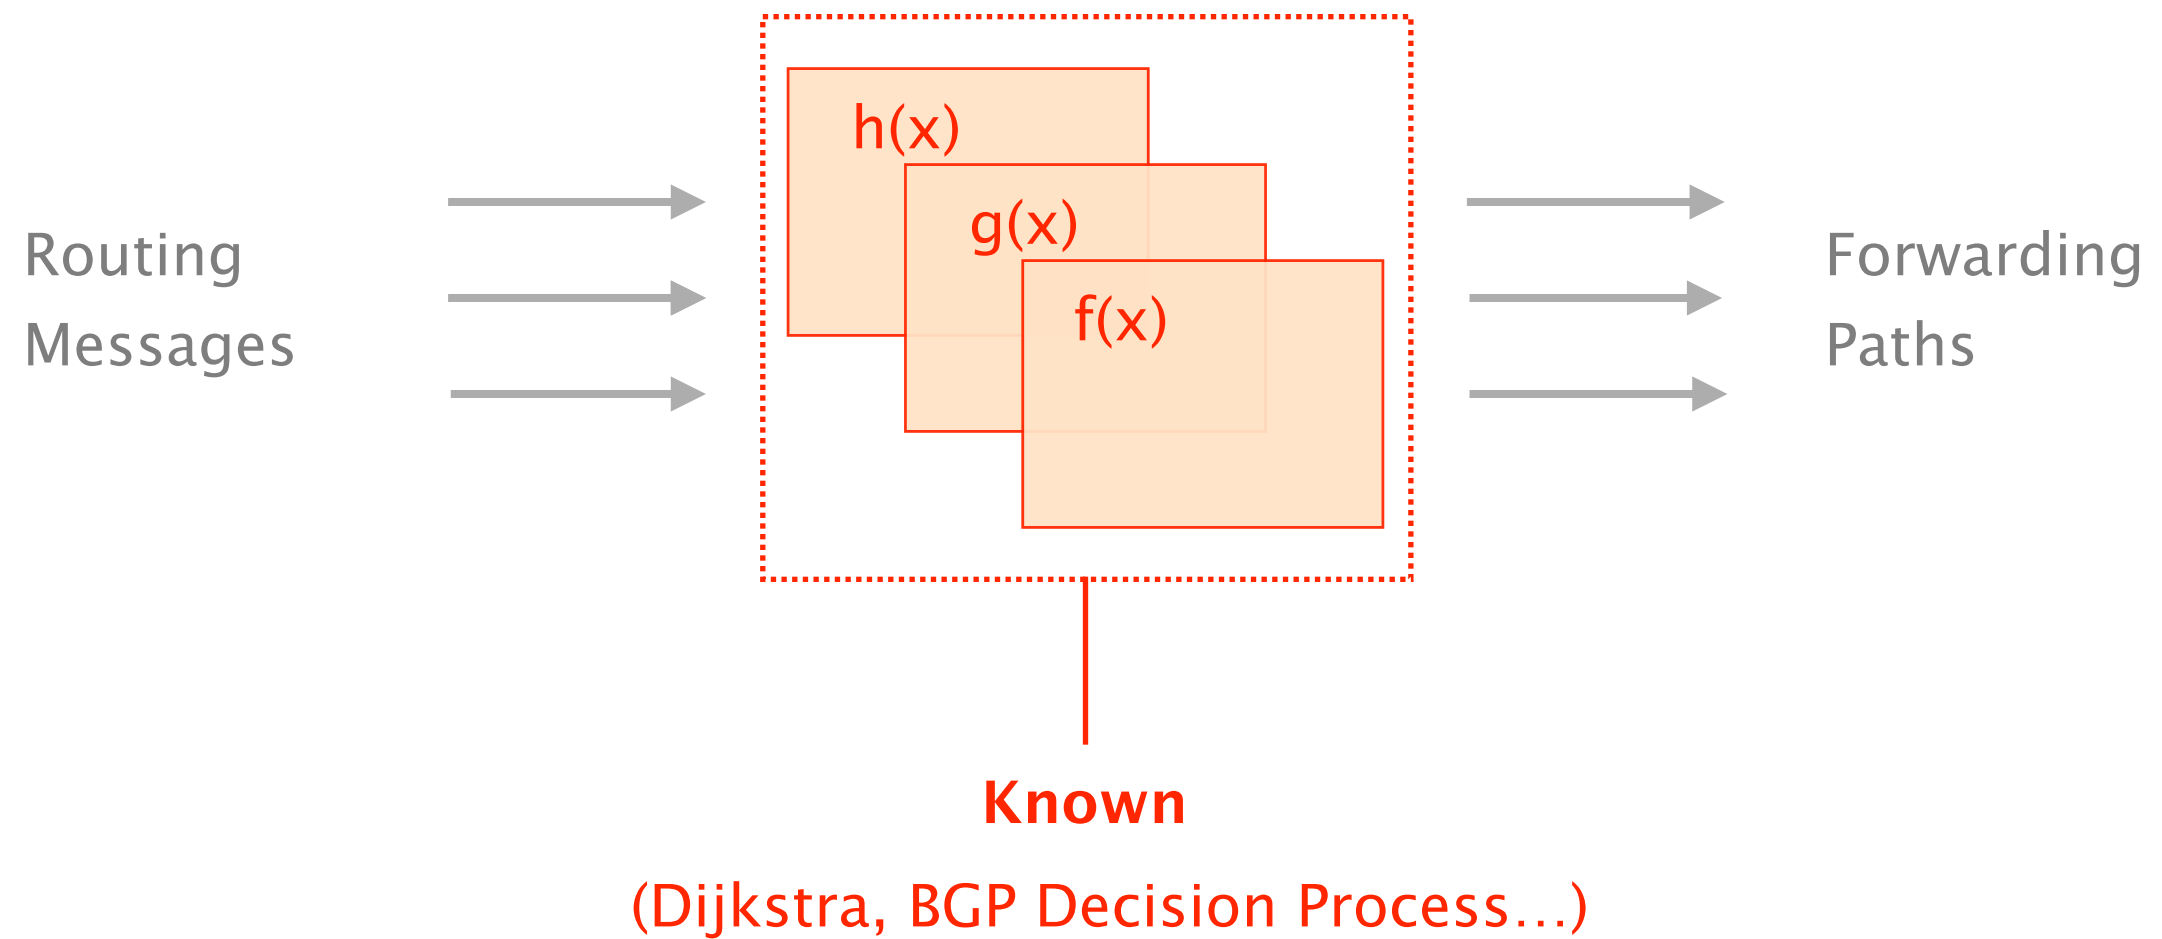 h(x)
g(x)
f(x)
Routing
Messages
Forwarding
Paths
Known
(Dijkstra, BGP Decision Process…)